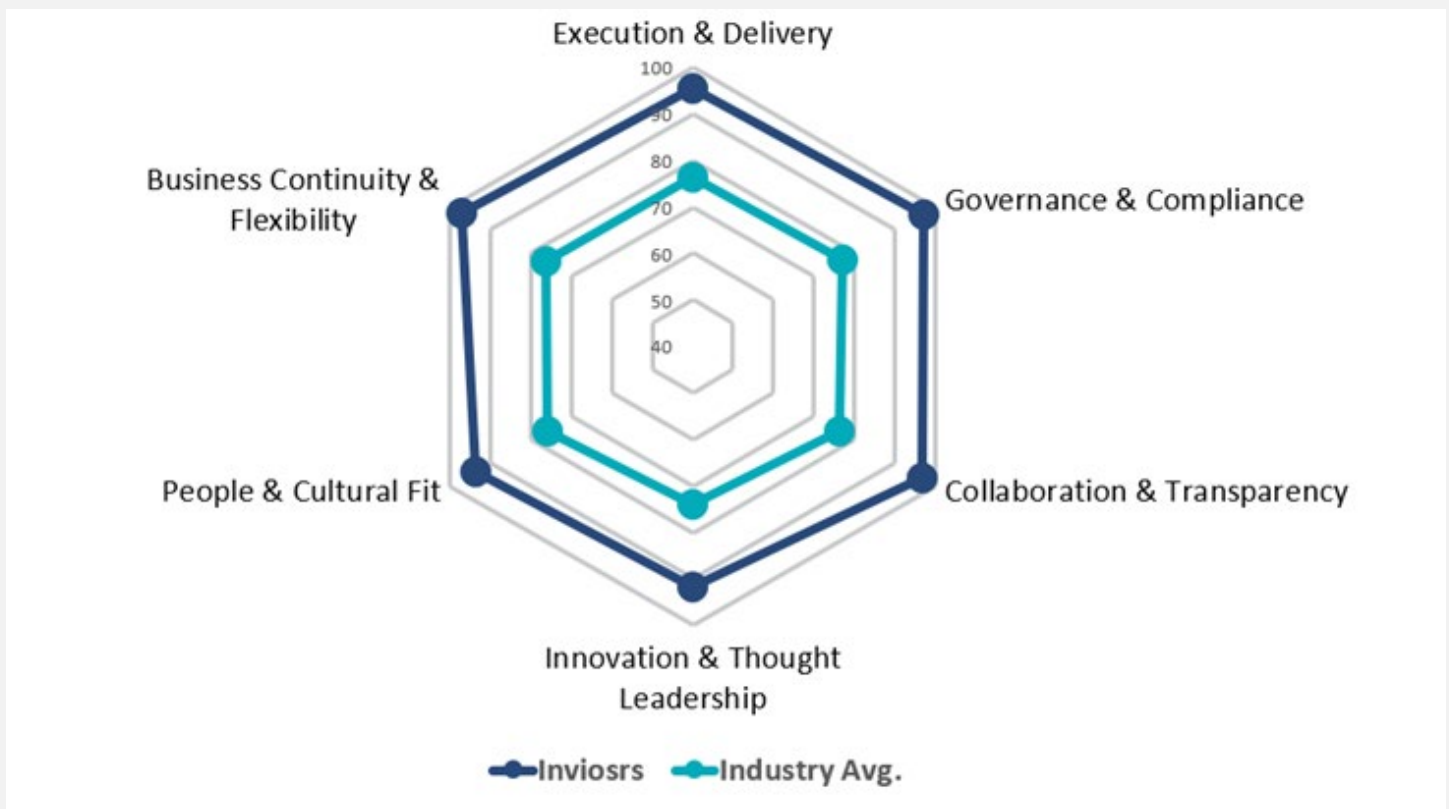 Execution & Delivery
100
90
80
70
60
50
40
Business Continuity &
Flexibility
Governance & Compliance
People & Cultural Fit
Collaboration & Transparency
Innovation & Thought
Leadership
Inviosrs
Industry Avg.